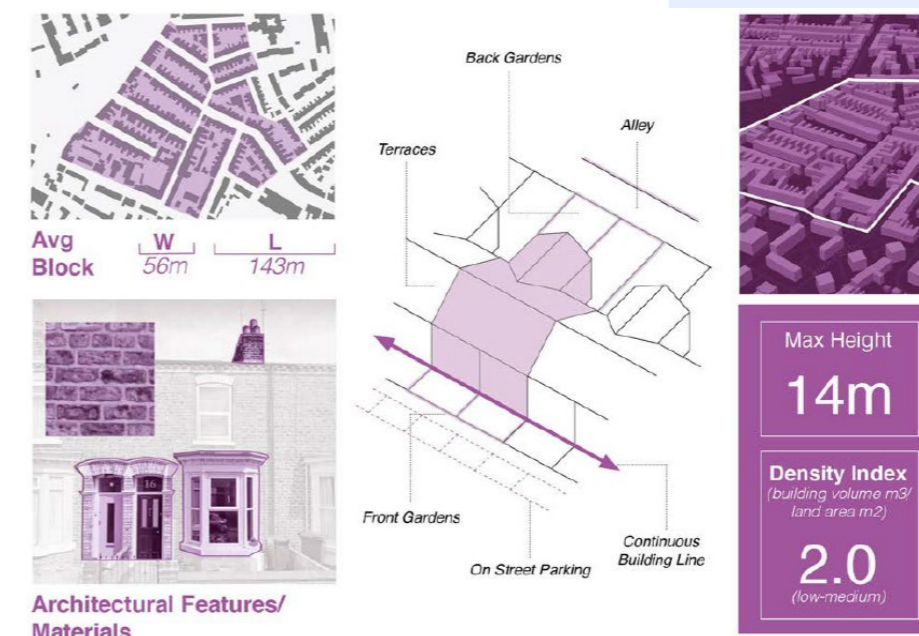 Avg
Block
W
56m
L
143m
Architectural Features/
Materials
16
Back Gardens
Alley
Terraces
Front Gardens
On Street Parking
Continuous
Building Line
Max Height
14m
Density Index
(building volume m3/
land area m2)
2.0
(low-medium)